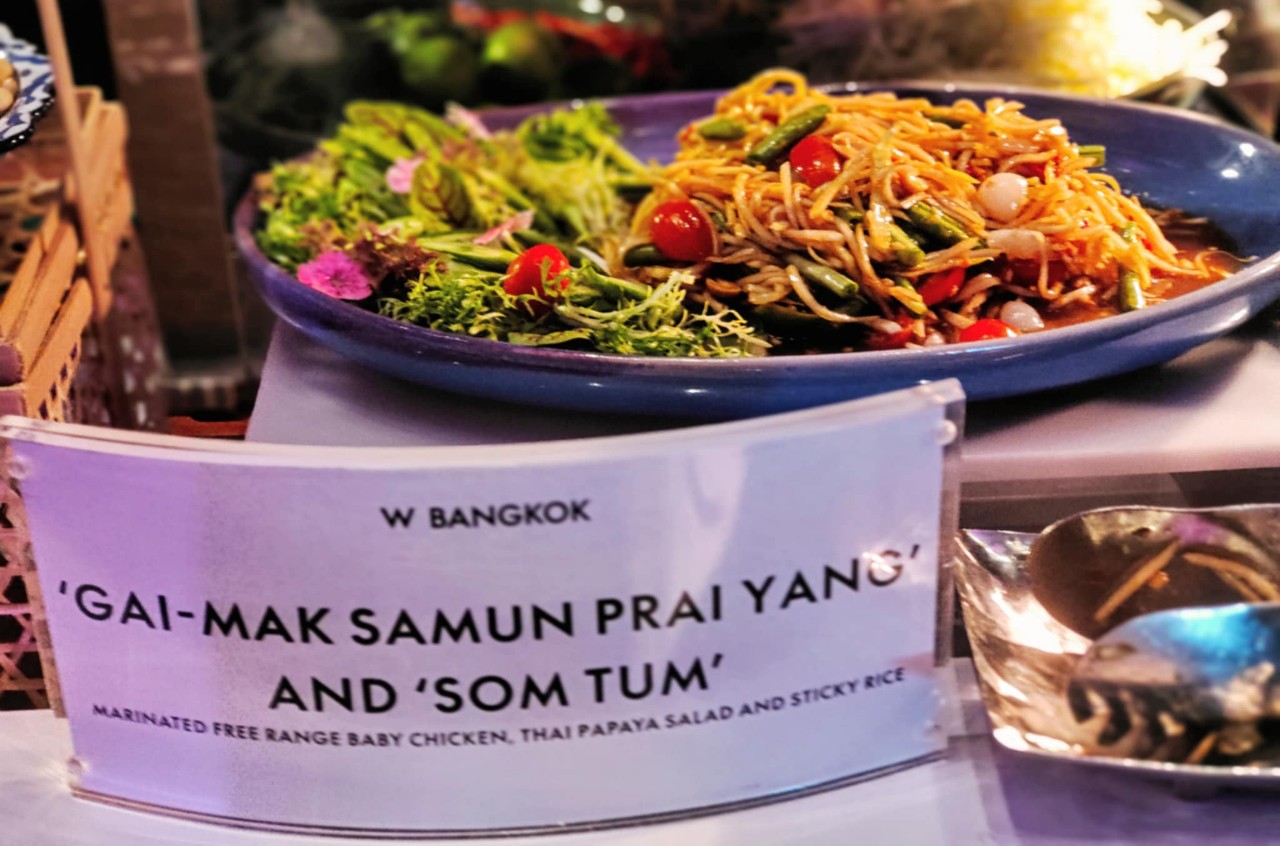 W BANGKOK
‘GAI-MAK SAMUN PRAI YANG’
AND ‘SOM TUM’
MARINATED FREE RANGE BABY CHICKEN, THAI PAPAYA SALAD AND STICKY RICE